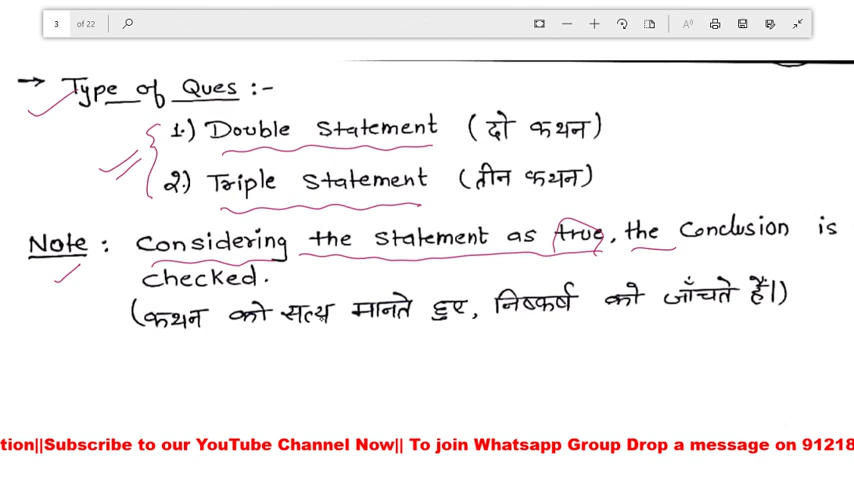 3 of 22
→ Type of Ques :-
1.) Double Statement (दो कथन)
2.) Triple Statement (तीन कथन)
Note : Considering the statement as true, the Conclusion is
checked.
(कथन को सत्य मानते हुए, निष्कर्ष को जाँचते हैं।)
tion||Subscribe to our YouTube Channel Now|| To join Whatsapp Group Drop a message on 91218